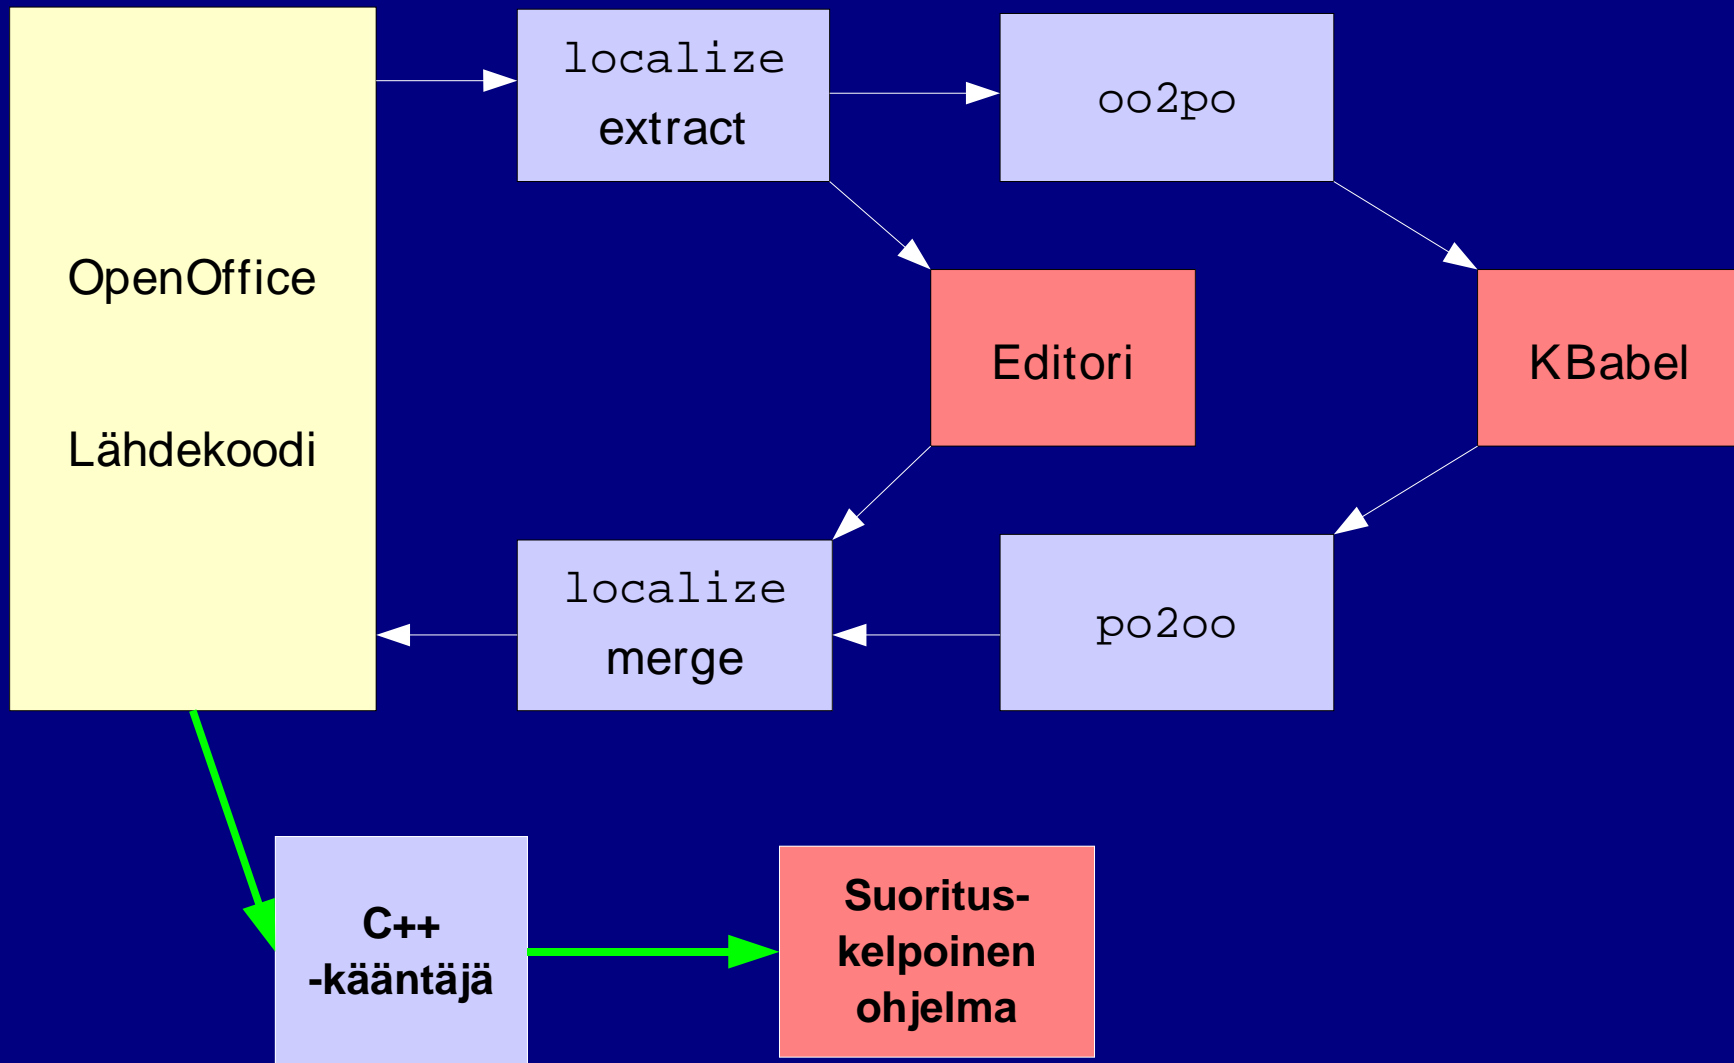 OpenOffice
Lähdekoodi
localize
extract
oo2po
Editori
KBabel
localize
merge
po2oo
C++
-kääntäjä
Suoritus-
kelpoinen
ohjelma